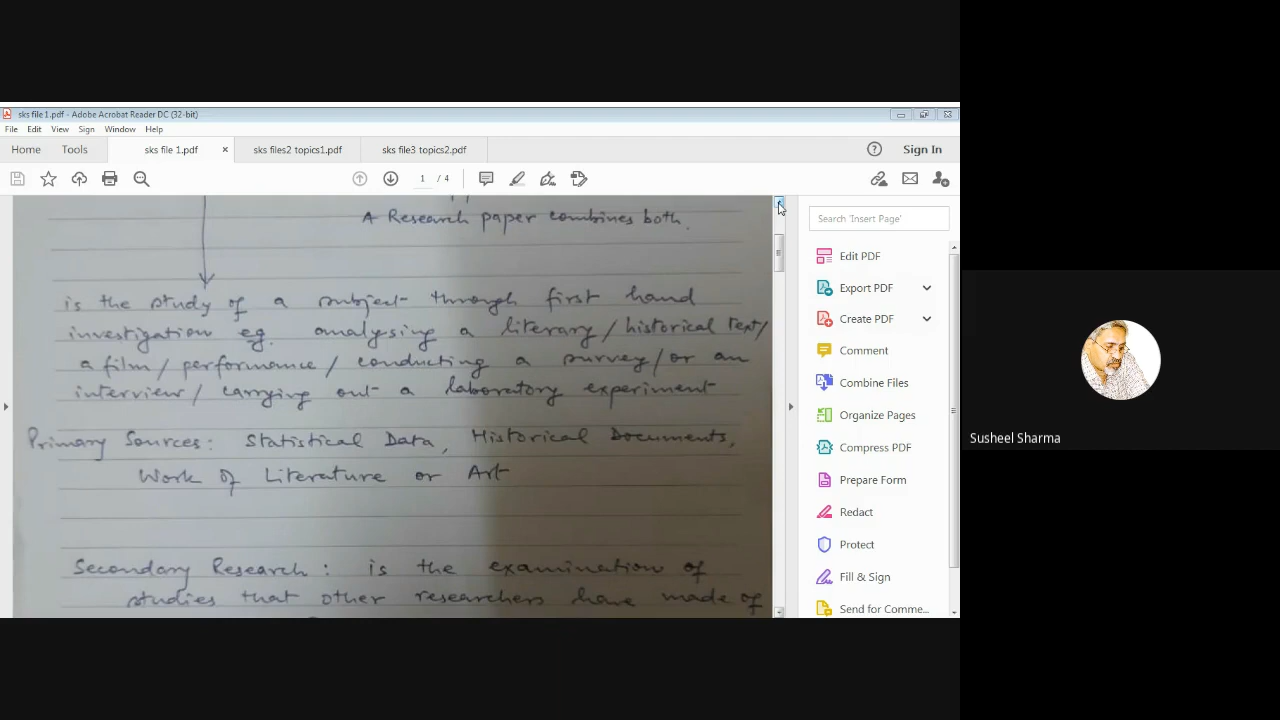 sks file 1.pdf - Adobe Acrobat Reader DC (32-bit)
File Edit View Sign Window Help
Home Tools sks file 1.pdf x sks files2 topics1.pdf sks file3 topics2.pdf Sign In
1 / 4
A Research paper combines both.
is the study of a subject through first hand
investigation eg. analysing a literary/historical text/
a film/performance/conducting a survey/or an
interview/carrying out a laboratory experiment
Primary Sources: Statistical Data, Historical Documents,
Work of Literature or Art
Secondary Research: is the examination of
studies that other researchers have made of
Search 'Insert Page'
Edit PDF
Export PDF
Create PDF
Comment
Combine Files
Organize Pages
Compress PDF
Prepare Form
Redact
Protect
Fill & Sign
Send for Comme...
Susheel Sharma